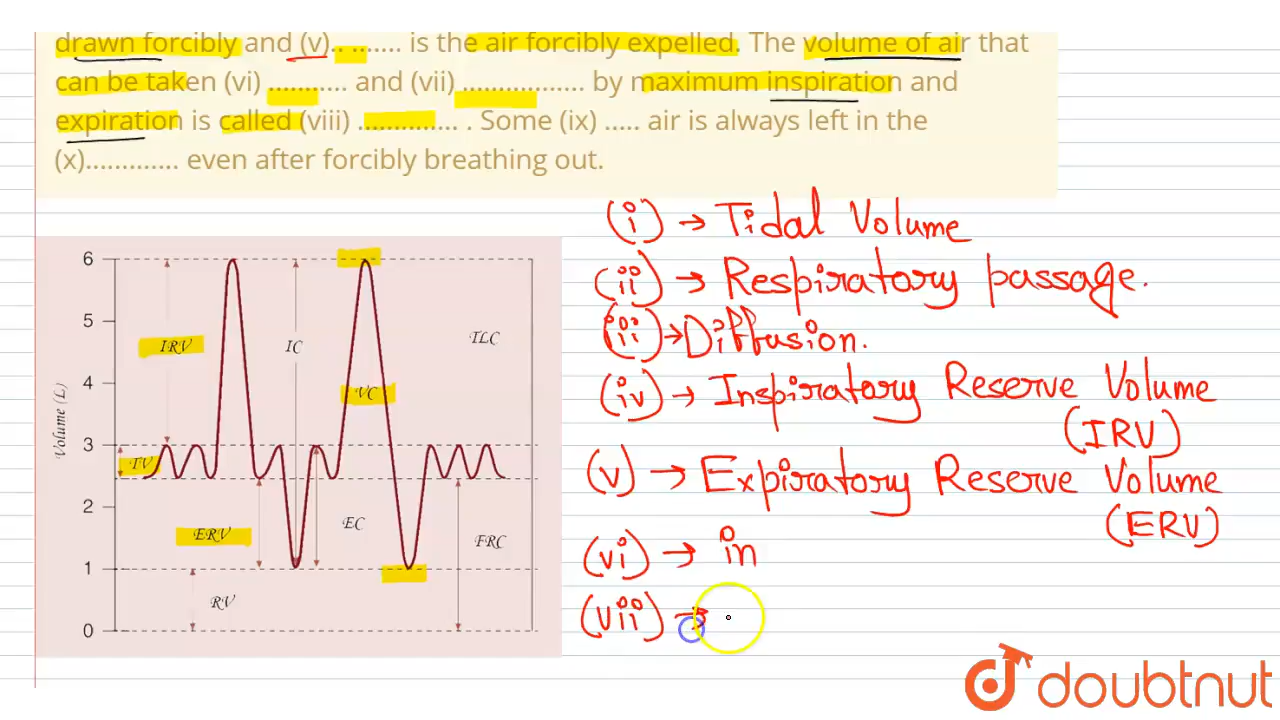 drawn forcibly and (v).. ....... is the air forcibly expelled. The volume of air that
can be taken (vi) ........... and (vii) ................. by maximum inspiration and
expiration is called (viii) .............. . Some (ix) ..... air is always left in the
(x)............. even after forcibly breathing out.
(i) → Tidal Volume
(ii) → Respiratory passage.
(iii) → Diffusion.
(iv) → Inspiratory Reserve Volume
(IRV)
(v) → Expiratory Reserve Volume
(ERV)
(vi) → in
(vii) →
Volume (L)
6
5
4
3
2
1
0
IRV
IC
TLC
VC
TV
ERV
EC
FRC
RV
doubtnut